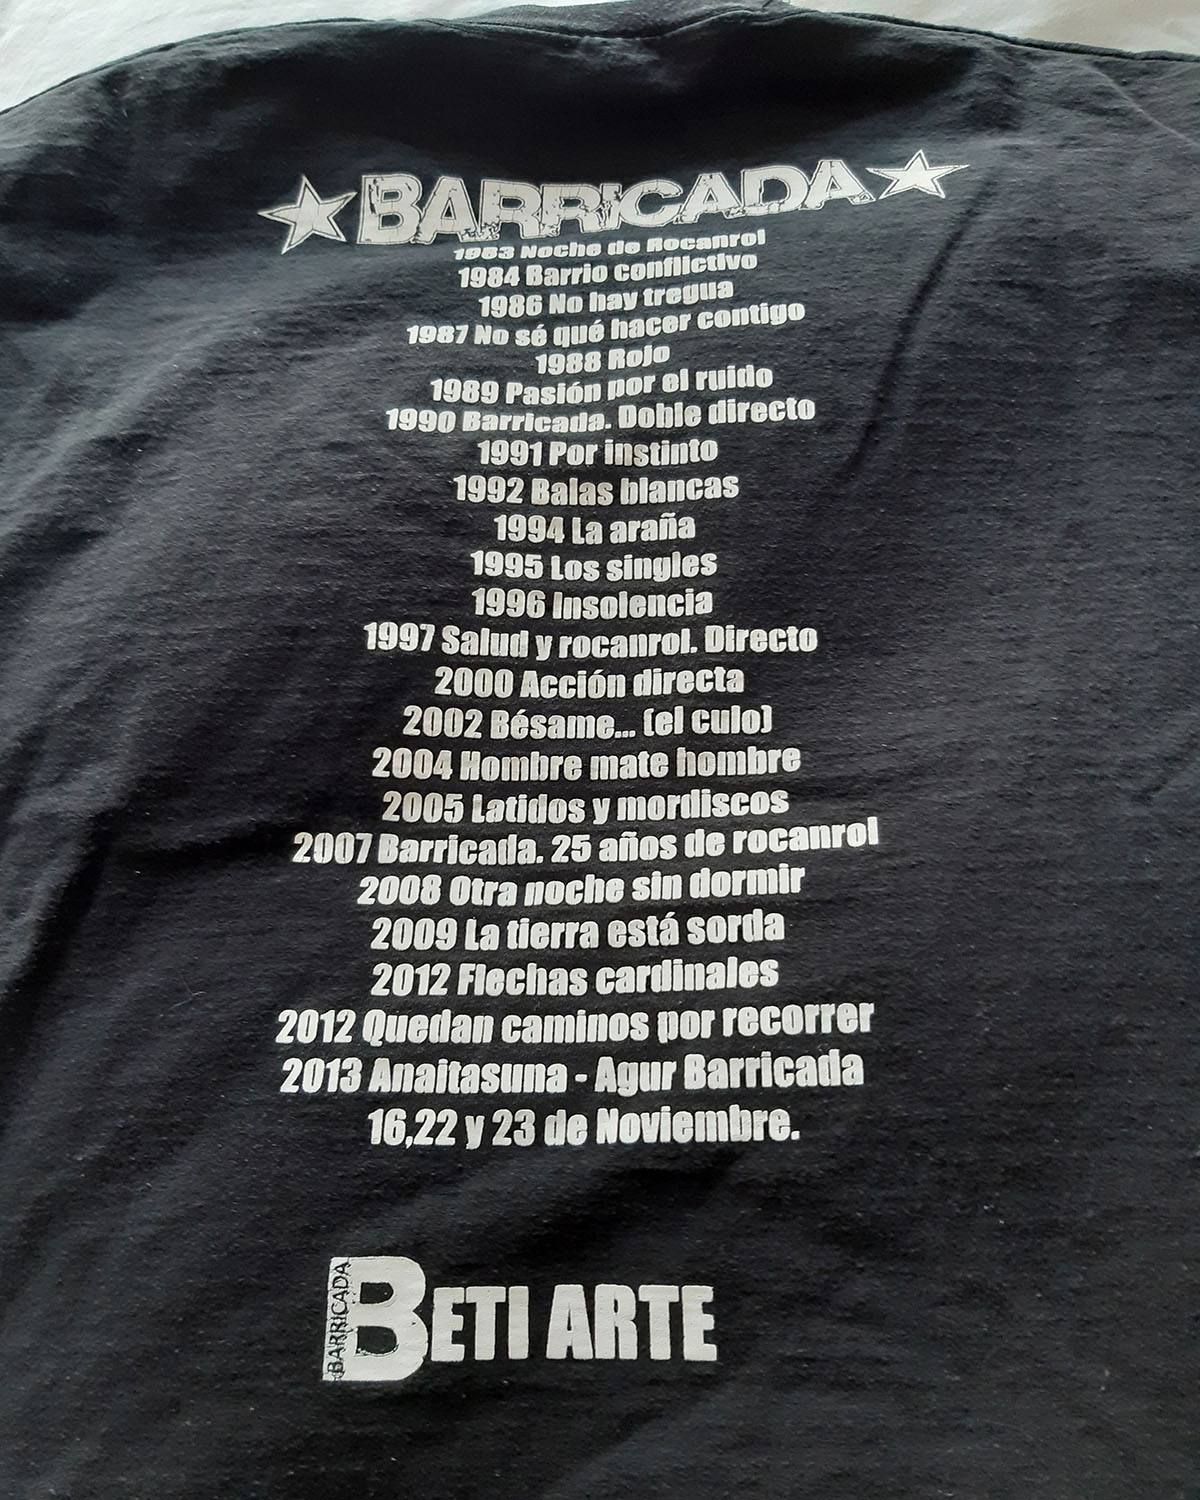 BARRICADA
1983 Noche de Rocanrol
1984 Barrio conflictivo
1986 No hay tregua
1987 No sé qué hacer contigo
1988 Rojo
1989 Pasión por el ruido
1990 Barricada. Doble directo
1991 Por instinto
1992 Balas blancas
1994 La araña
1995 Los singles
1996 Insolencia
1997 Salud y rocanrol. Directo
2000 Acción directa
2002 Bésame... (el culo)
2004 Hombre mate hombre
2005 Latidos y mordiscos
2007 Barricada. 25 años de rocanrol
2008 Otra noche sin dormir
2009 La tierra está sorda
2012 Flechas cardinales
2012 Quedan caminos por recorrer
2013 Anaitasuna - Agur Barricada
16,22 y 23 de Noviembre.
BARRICADA
BETI ARTE